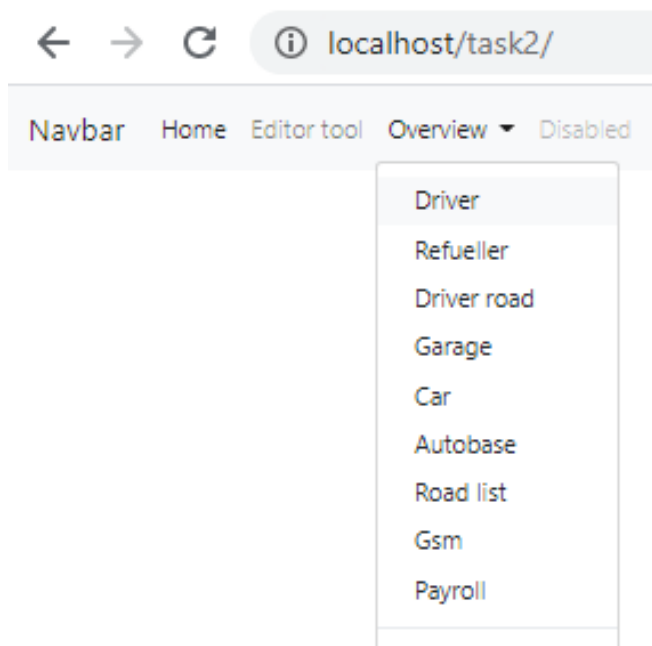 localhost/task2/
Navbar Home Editor tool Overview Disabled
Driver
Refueller
Driver road
Garage
Car
Autobase
Road list
Gsm
Payroll